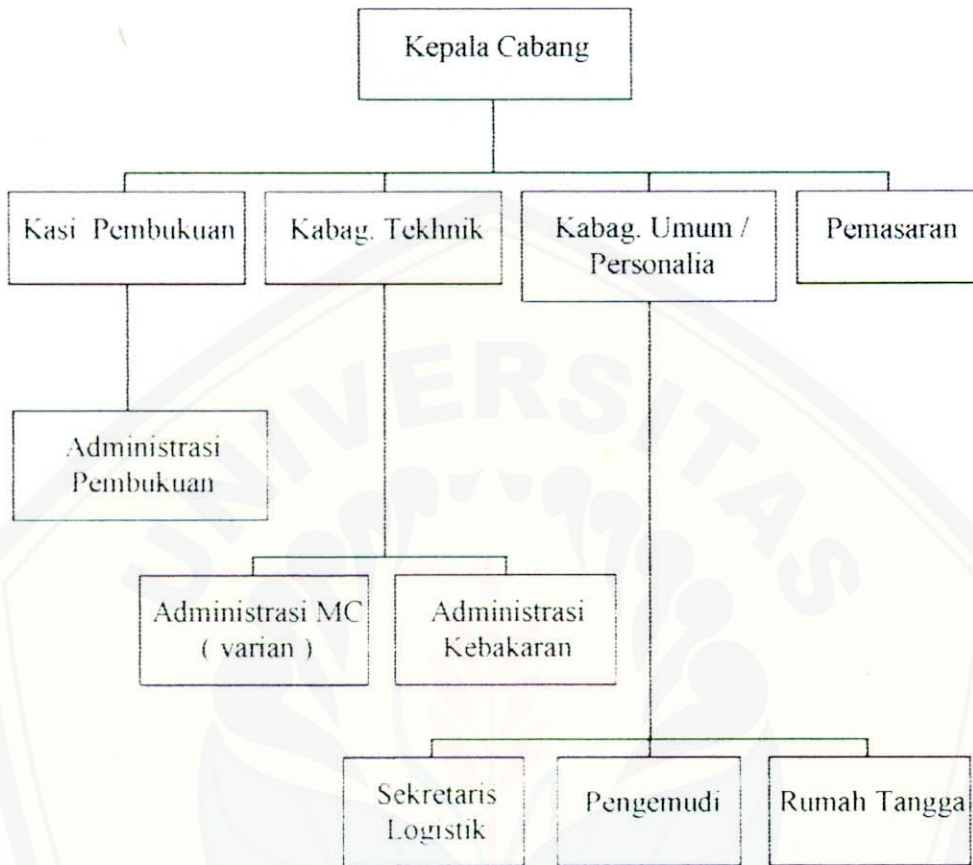 Kepala Cabang
Kasi Pembukuan
Kabag. Tekhnik
Kabag. Umum /
Personalia
Pemasaran
Administrasi
Pembukuan
Administrasi MC
( varian )
Administrasi
Kebakaran
Sekretaris
Logistik
Pengemudi
Rumah Tangga
UNIVERSITAS